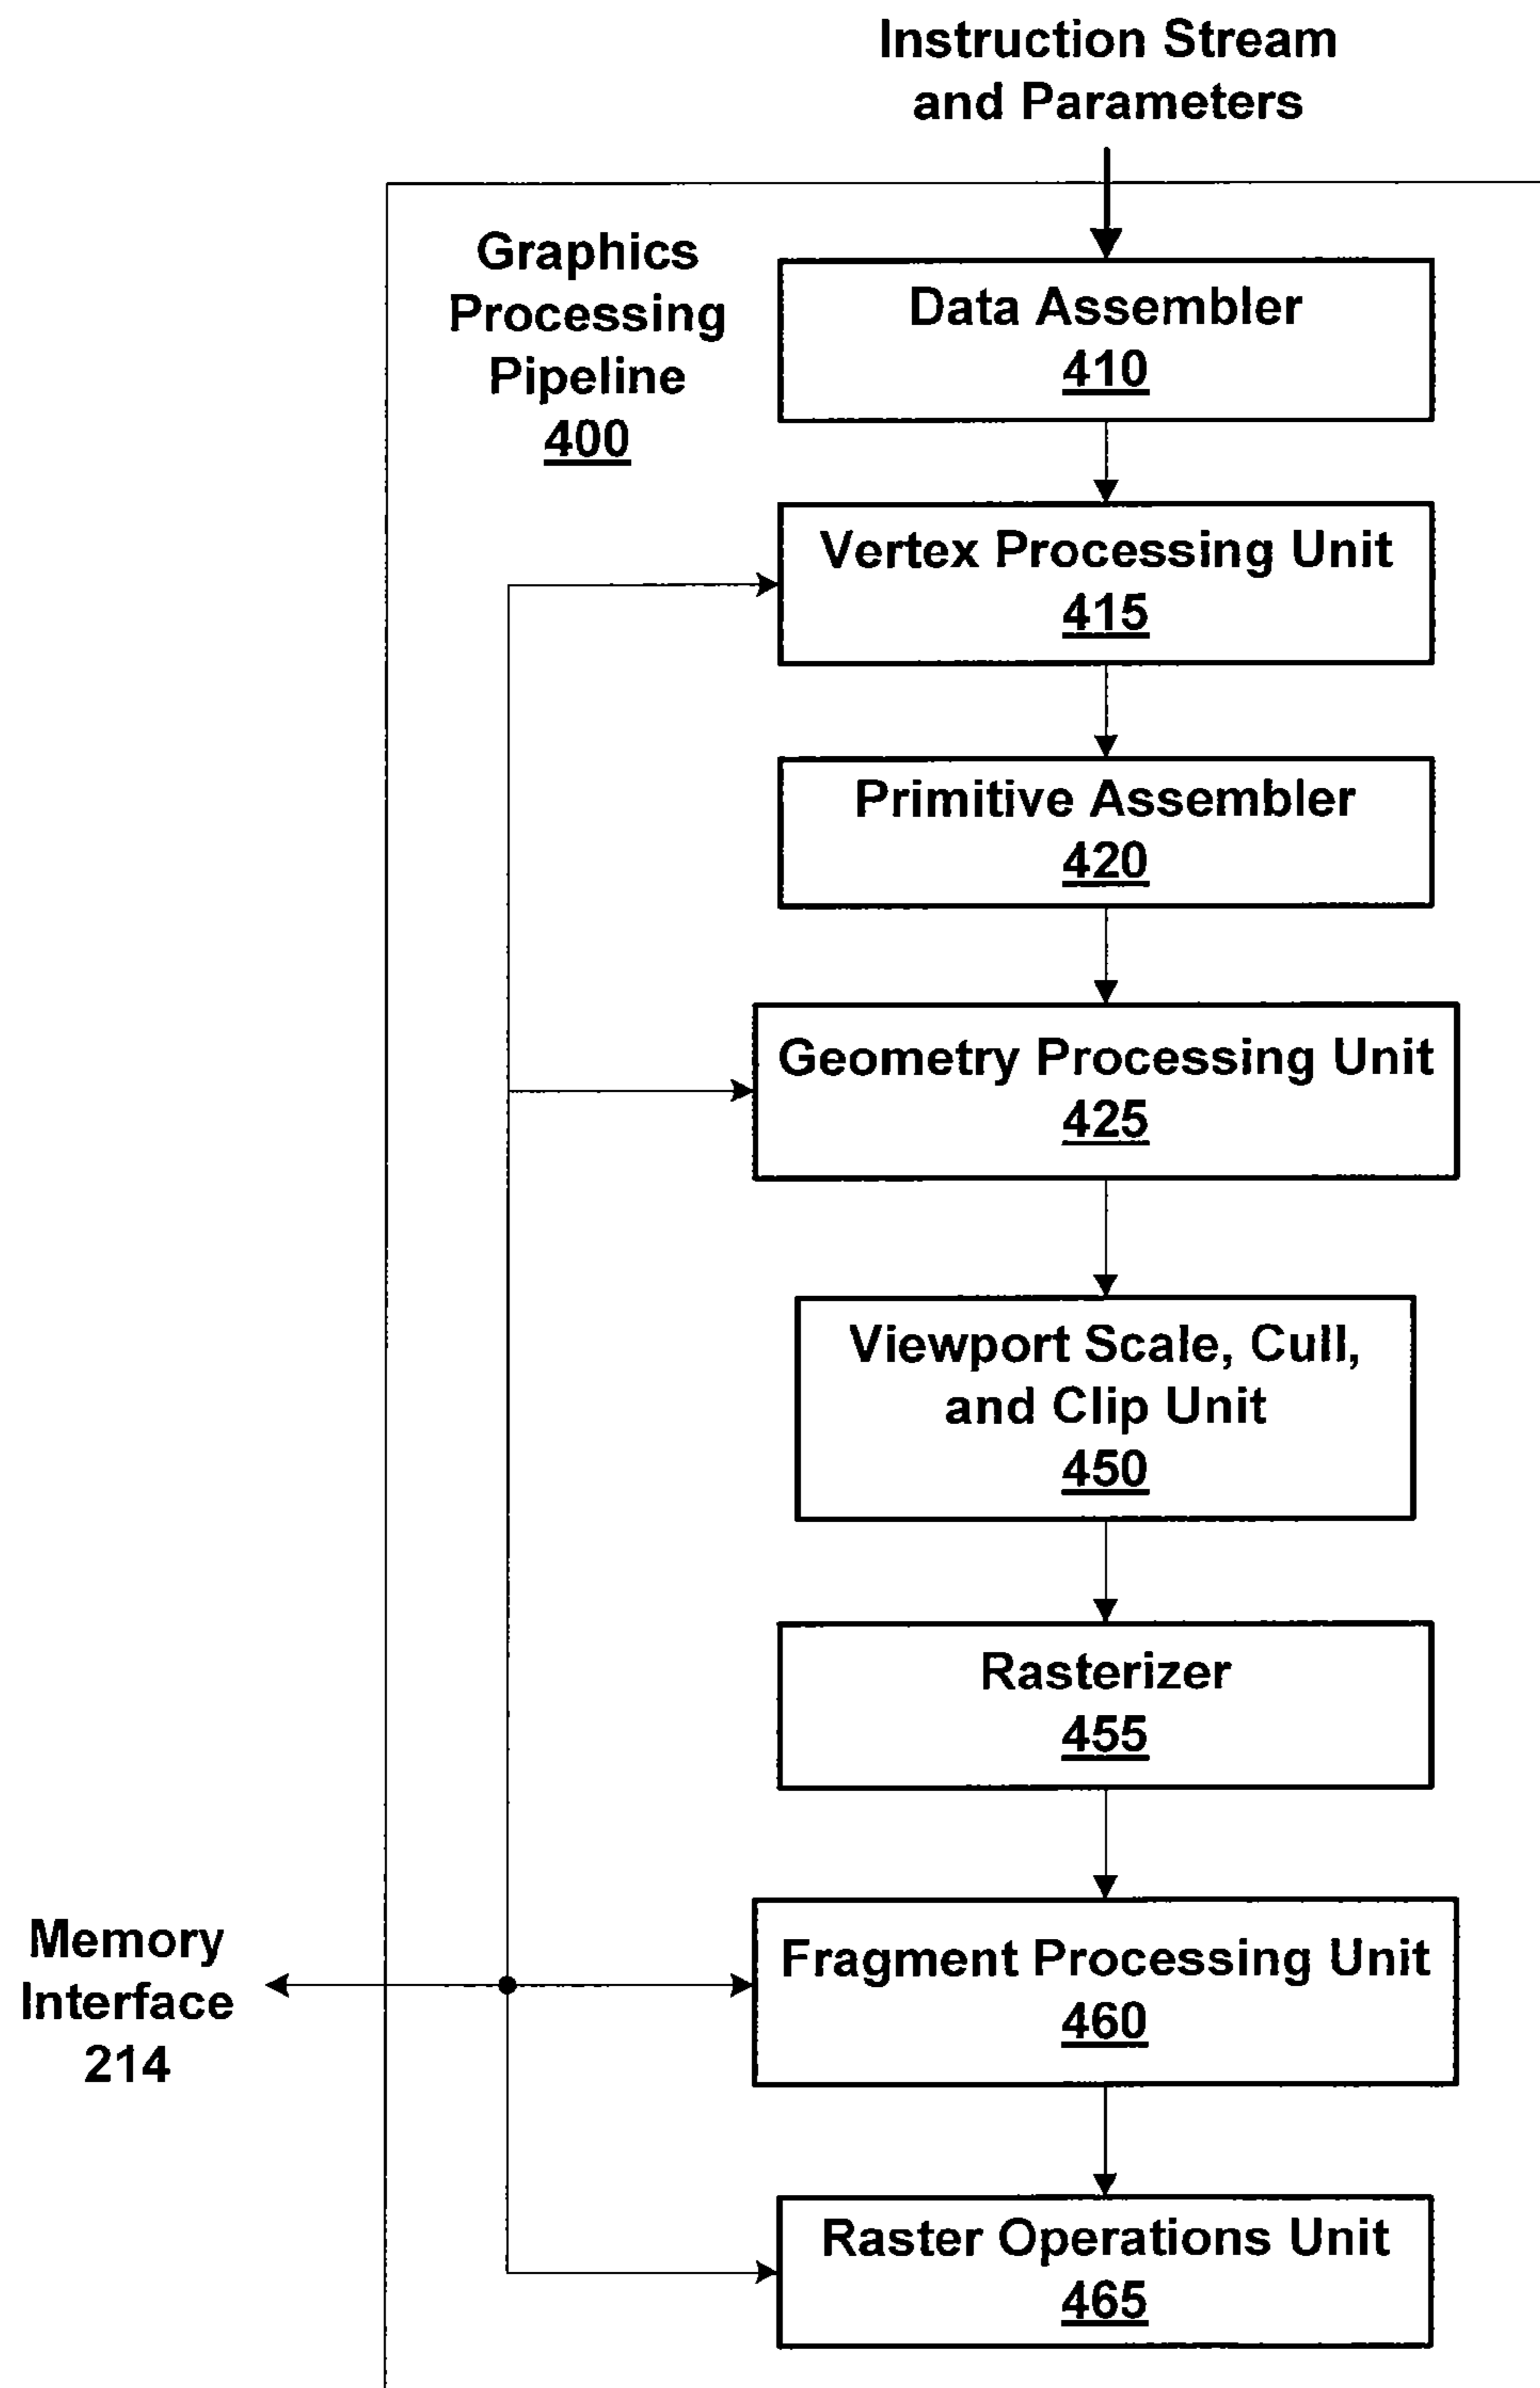 Instruction Stream
and Parameters
Graphics
Processing
Pipeline
400
Data Assembler
410
Vertex Processing Unit
415
Primitive Assembler
420
Geometry Processing Unit
425
Viewport Scale, Cull,
and Clip Unit
450
Rasterizer
455
Memory
Interface
214
Fragment Processing Unit
460
Raster Operations Unit
465